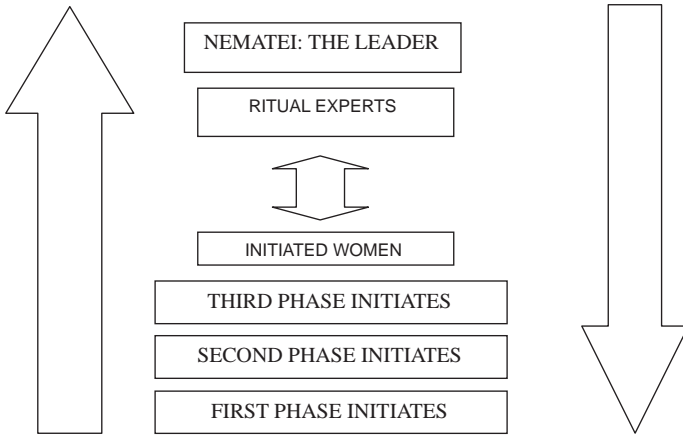 NEMATEI: THE LEADER
RITUAL EXPERTS
INITIATED WOMEN
THIRD PHASE INITIATES
SECOND PHASE INITIATES
FIRST PHASE INITIATES